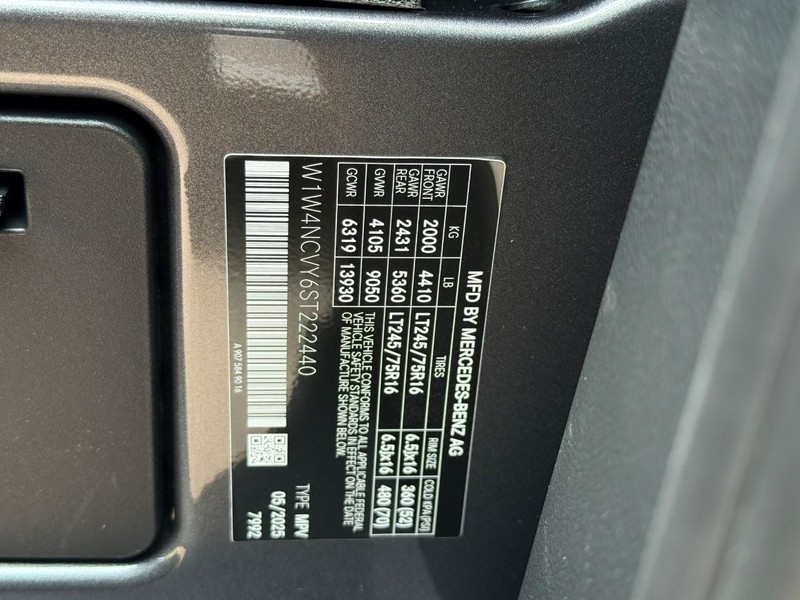 MFD BY MERCEDES-BENZ AG
KG LB TIRES RIM SIZE COLD KPA (PSI)
GAWR FRONT 2000 4410 LT245/75R16 6.5Jx16 360 (52)
GAWR REAR 2431 5360 LT245/75R16 6.5Jx16 480 (70)
GVWR 4105 9050
GCWR 6319 13930
THIS VEHICLE CONFORMS TO ALL APPLICABLE FEDERAL
VEHICLE SAFETY STANDARDS IN EFFECT ON THE DATE
OF MANUFACTURE SHOWN BELOW.
W1W4NCVY6ST222440
TYPE MPV
05/2025
7992
A 907 584 90 16